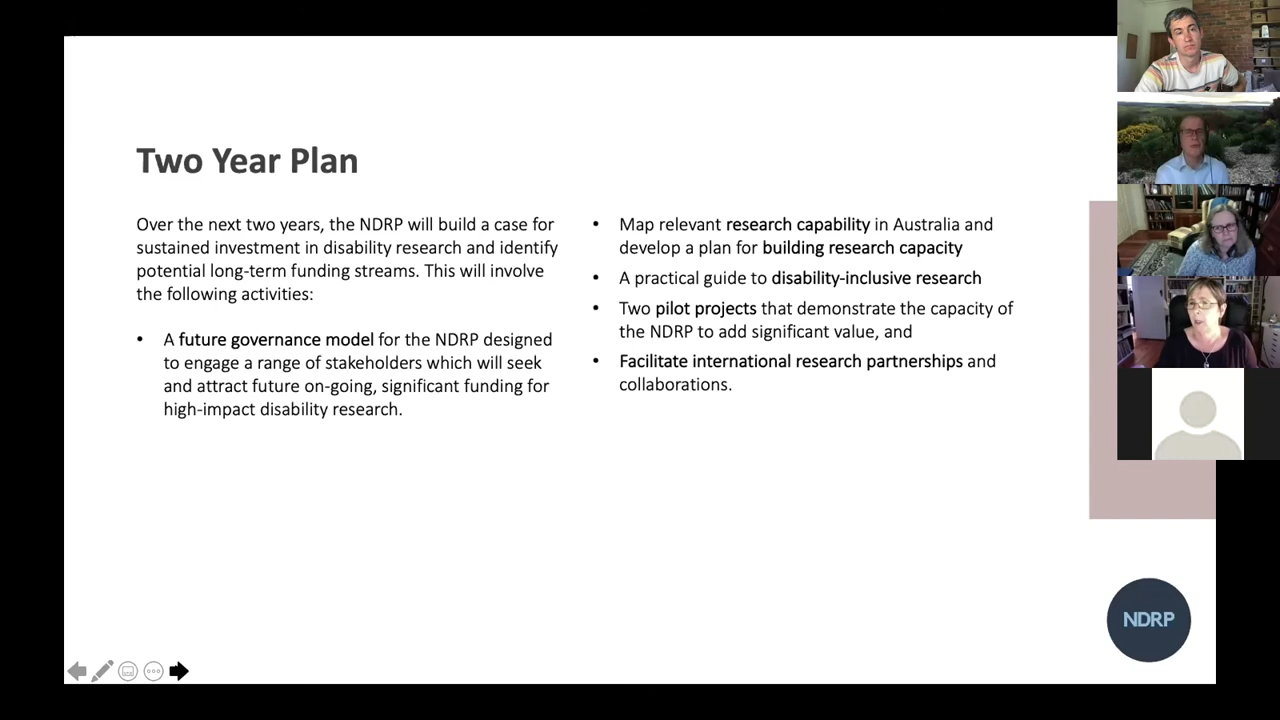 Two Year Plan
Over the next two years, the NDRP will build a case for
sustained investment in disability research and identify
potential long-term funding streams. This will involve
the following activities:
• A future governance model for the NDRP designed
to engage a range of stakeholders which will seek
and attract future on-going, significant funding for
high-impact disability research.
• Map relevant research capability in Australia and
develop a plan for building research capacity
• A practical guide to disability-inclusive research
• Two pilot projects that demonstrate the capacity of
the NDRP to add significant value, and
• Facilitate international research partnerships and
collaborations.
NDRP